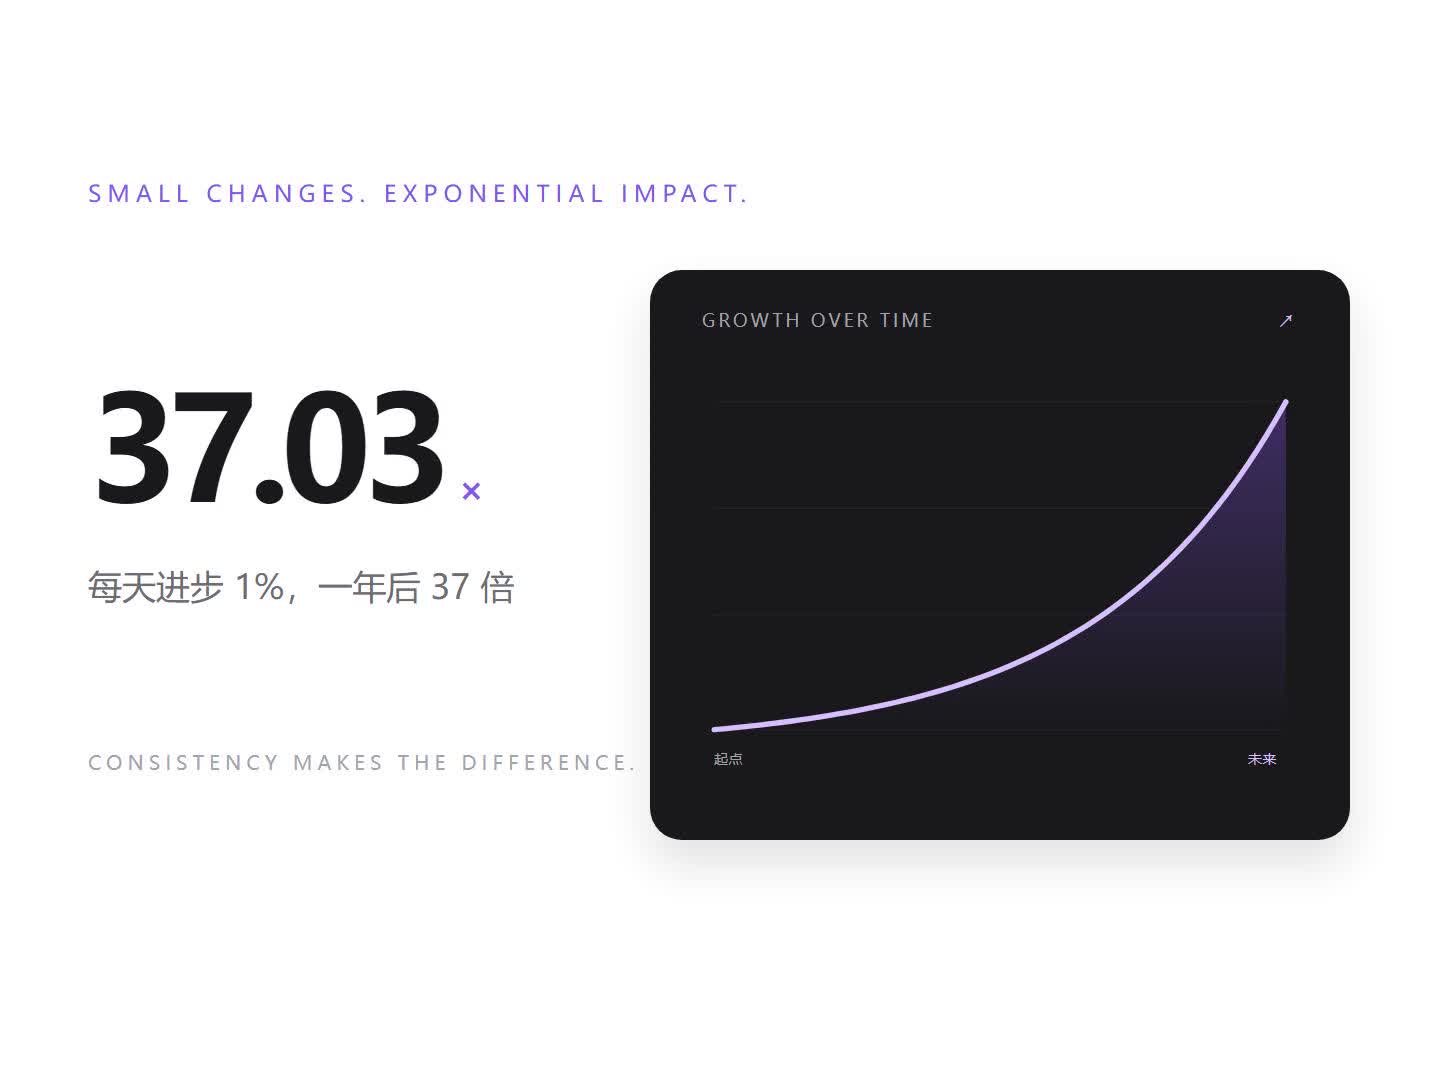 SMALL CHANGES. EXPONENTIAL IMPACT.
37.03 ×
每天进步 1%，一年后 37 倍
CONSISTENCY MAKES THE DIFFERENCE.
GROWTH OVER TIME ↗
起点 未来